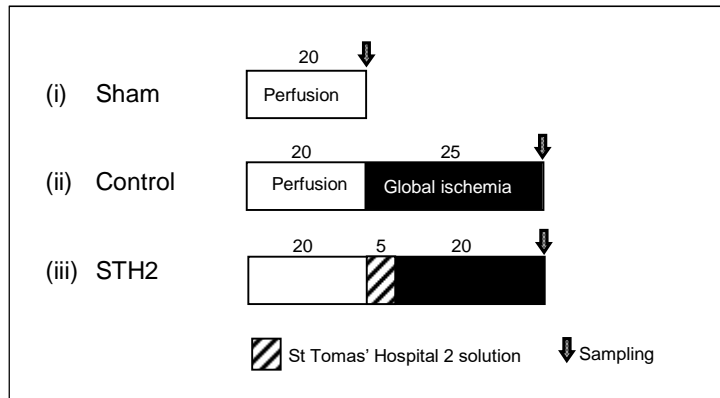 20
(i) Sham
Perfusion
20 25
(ii) Control
Perfusion Global ischemia
20 5 20
(iii) STH2
St Tomas' Hospital 2 solution Sampling